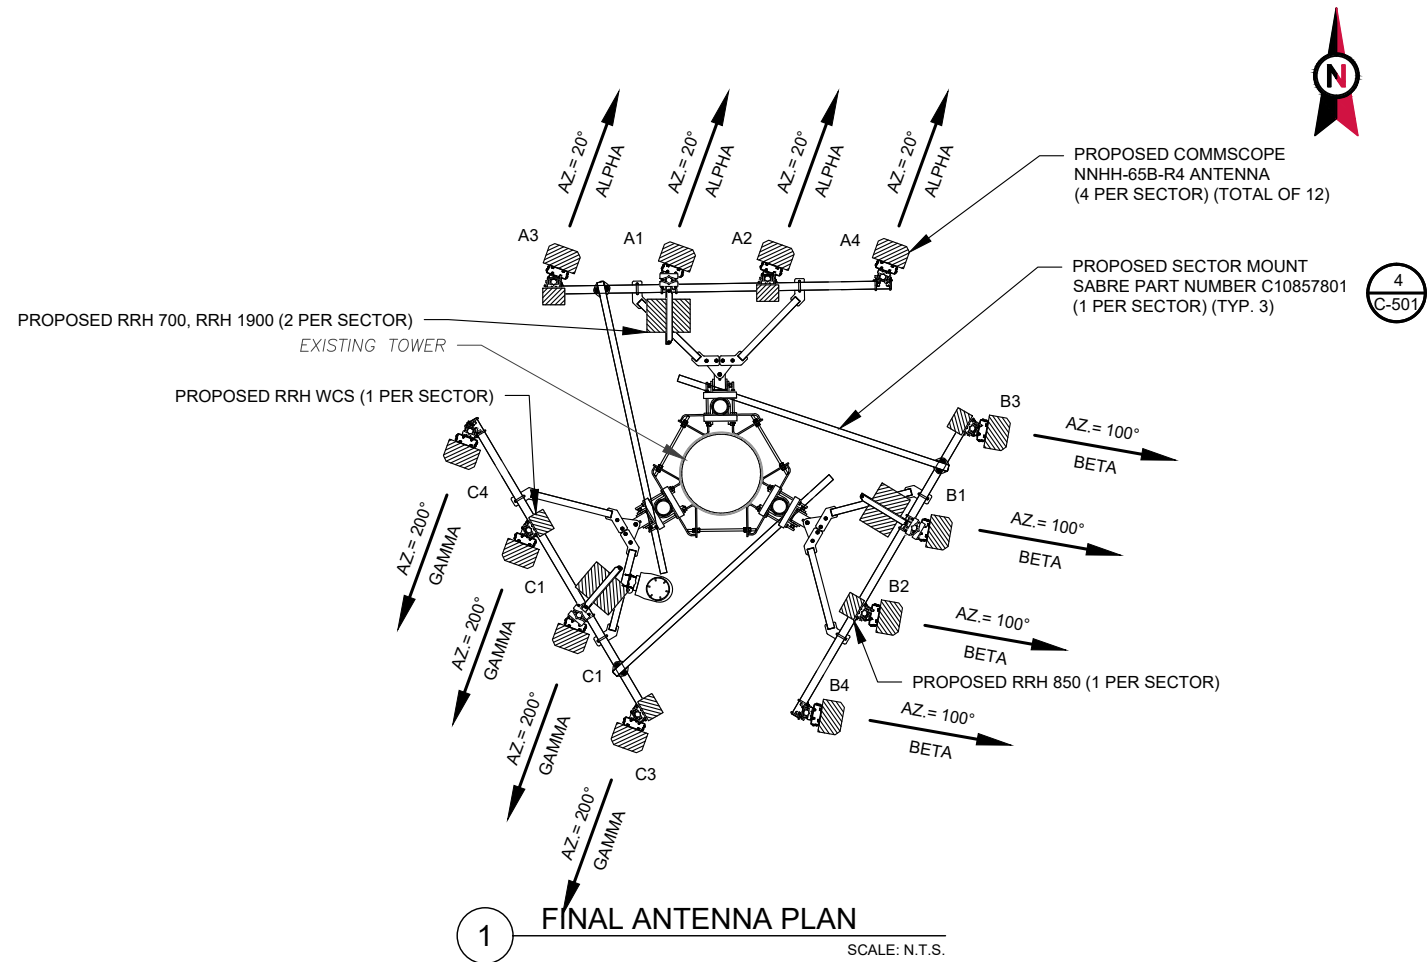 N
AZ.= 20°
ALPHA
AZ.= 20°
ALPHA
AZ.= 20°
ALPHA
AZ.= 20°
ALPHA
PROPOSED COMMSCOPE
NNHH-65B-R4 ANTENNA
(4 PER SECTOR) (TOTAL OF 12)
A3
A1
A2
A4
PROPOSED SECTOR MOUNT
SABRE PART NUMBER C10857801
(1 PER SECTOR) (TYP. 3)
4
C-501
PROPOSED RRH 700, RRH 1900 (2 PER SECTOR)
EXISTING TOWER
PROPOSED RRH WCS (1 PER SECTOR)
B3
AZ.= 100°
BETA
B1
AZ.= 100°
BETA
B2
AZ.= 100°
BETA
B4
PROPOSED RRH 850 (1 PER SECTOR)
AZ.= 100°
BETA
C4
AZ.= 200°
GAMMA
C1
AZ.= 200°
GAMMA
C1
AZ.= 200°
GAMMA
C3
AZ.= 200°
GAMMA
1
FINAL ANTENNA PLAN
SCALE: N.T.S.